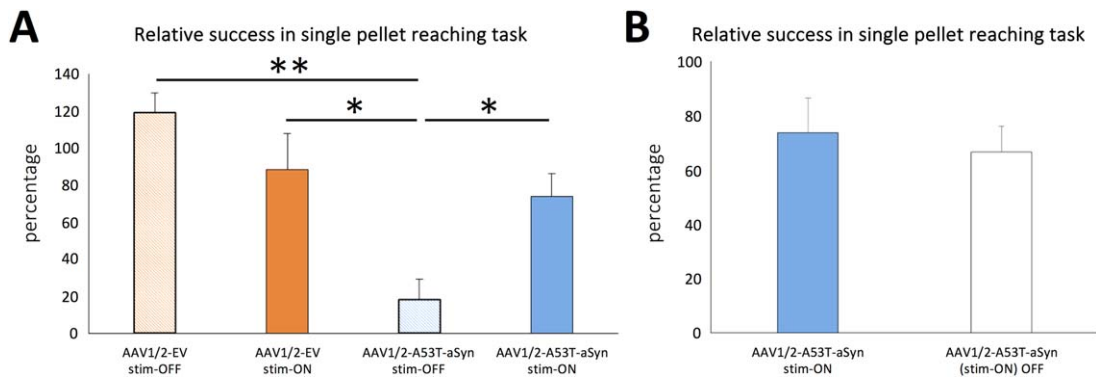 A
Relative success in single pellet reaching task
percentage
140
120
100
80
60
40
20
0
**
*
*
AAV1/2-EV
stim-OFF
AAV1/2-EV
stim-ON
AAV1/2-A53T-aSyn
stim-OFF
AAV1/2-A53T-aSyn
stim-ON
B
Relative success in single pellet reaching task
percentage
100
80
60
40
20
0
AAV1/2-A53T-aSyn
stim-ON
AAV1/2-A53T-aSyn
(stim-ON) OFF